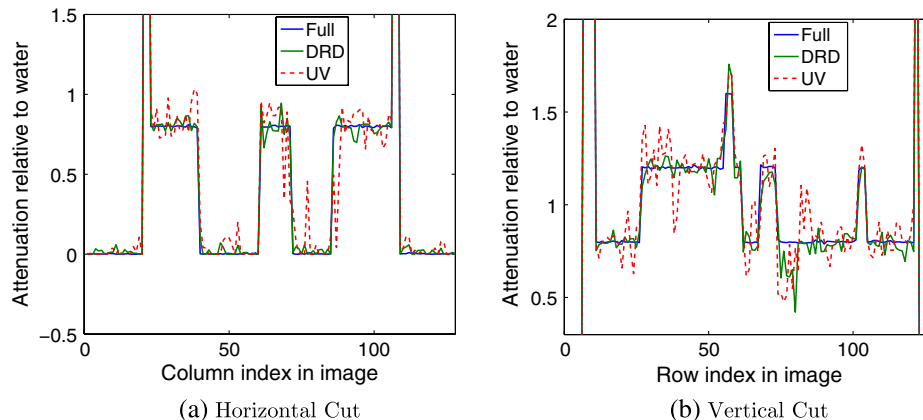 1.5
1
0.5
0
-0.5
0
50
100
Attenuation relative to water
Column index in image
Full
DRD
UV
(a) Horizontal Cut
2
1.5
1
0.5
0
50
100
Attenuation relative to water
Row index in image
Full
DRD
UV
(b) Vertical Cut